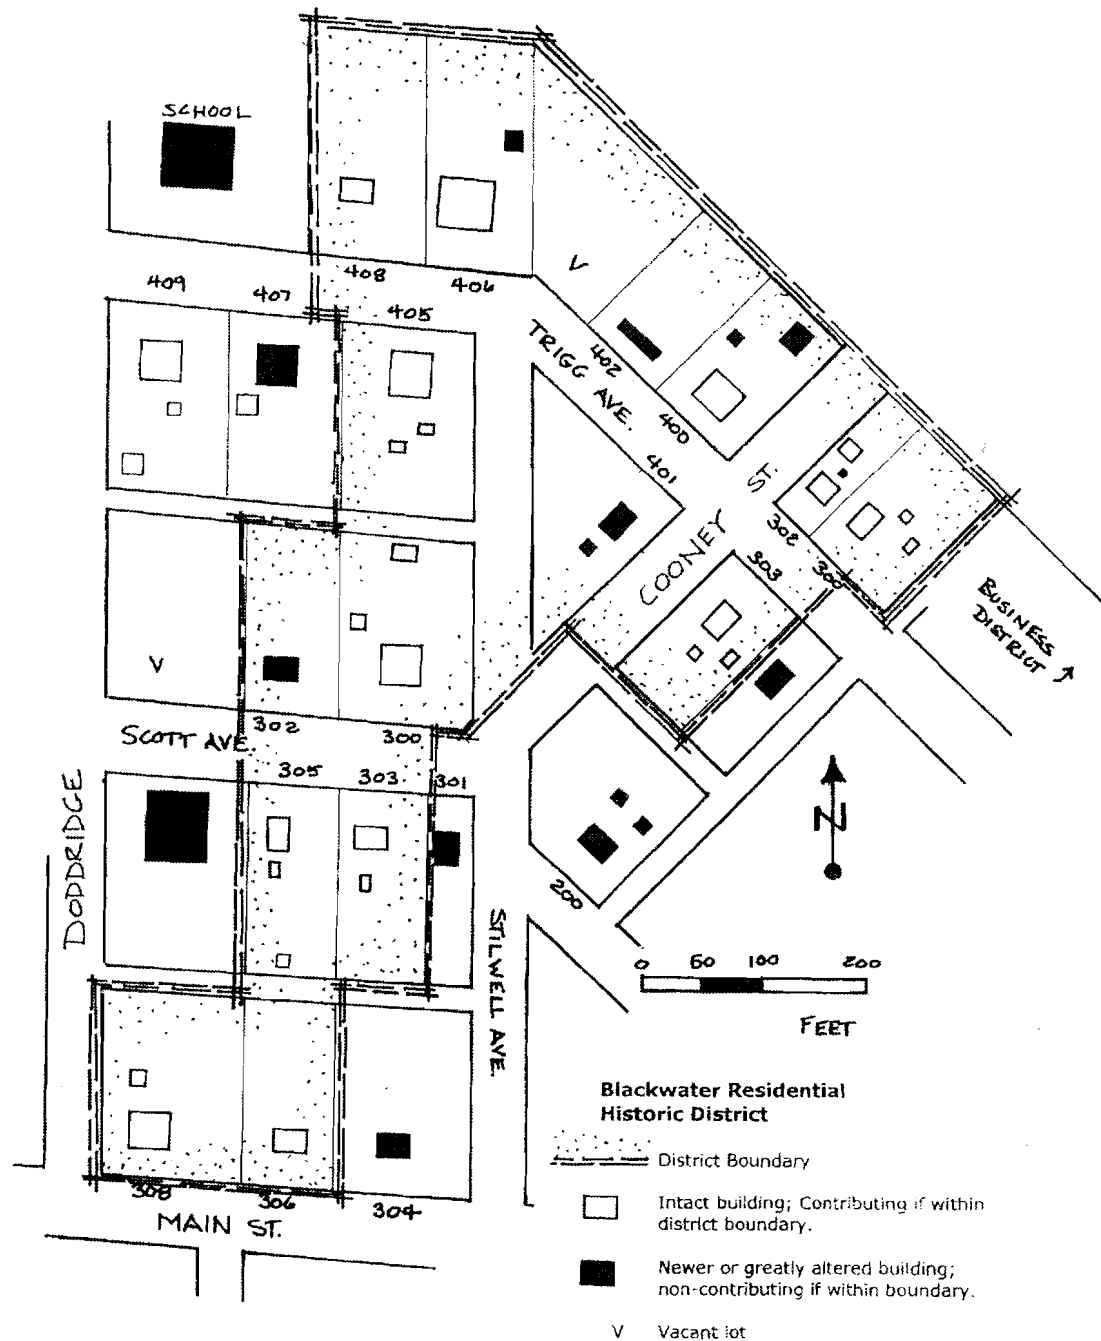 SCHOOL
408
406
409
407
405
V
TRIGG AVE.
402
400
401
COONEY ST.
302
300
303
BUSINESS
DISTRICT
V
302
300
SCOTT AVE.
305
303
301
DODDRIDGE
STILWELL AVE.
200
N
0 50 100 200
FEET
308
306
304
MAIN ST.
Blackwater Residential
Historic District
District Boundary
Intact building; Contributing if within
district boundary.
Newer or greatly altered building;
non-contributing if within boundary.
V Vacant lot